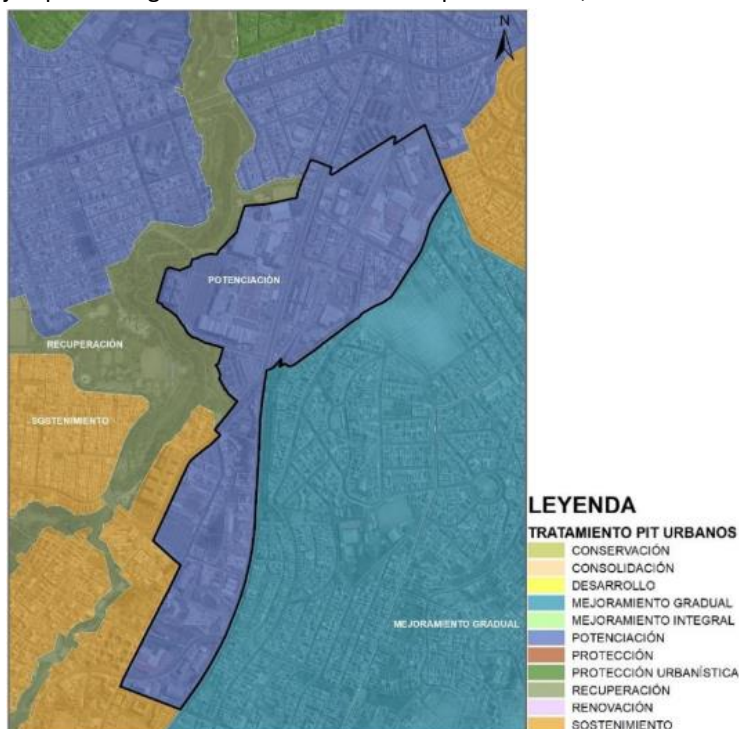 N
POTENCIACIÓN
RECUPERACIÓN
SOSTENIMIENTO
MEJORAMIENTO GRADUAL
LEYENDA
TRATAMIENTO PIT URBANOS
CONSERVACIÓN
CONSOLIDACIÓN
DESARROLLO
MEJORAMIENTO GRADUAL
MEJORAMIENTO INTEGRAL
POTENCIACIÓN
PROTECCIÓN
PROTECCIÓN URBANÍSTICA
RECUPERACIÓN
RENOVACIÓN
SOSTENIMIENTO